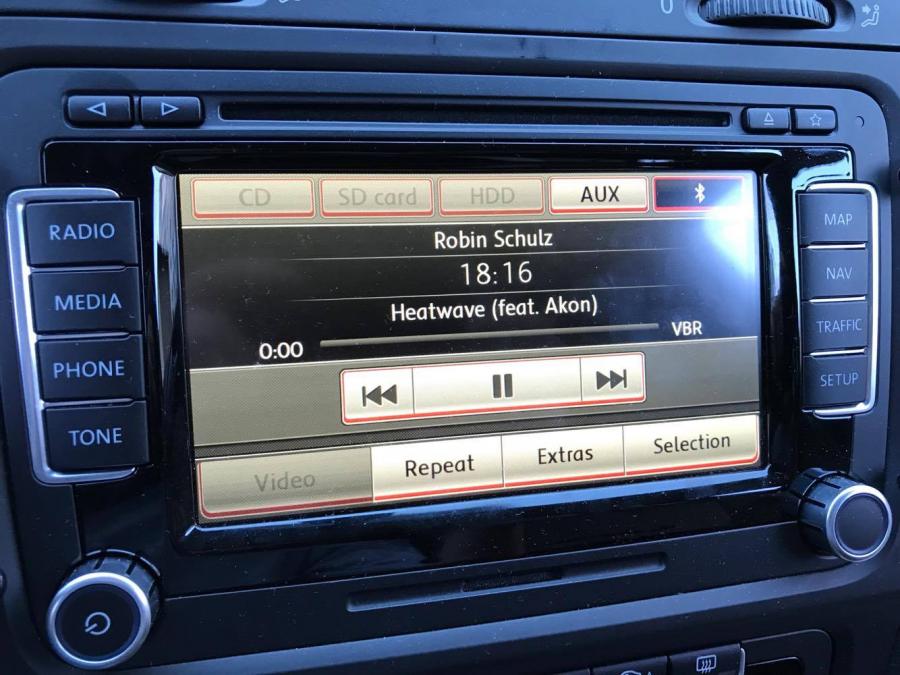 CD SD card HDD AUX
Robin Schulz
18:16
Heatwave (feat. Akon)
0:00 VBR
Video Repeat Extras Selection
RADIO
MEDIA
PHONE
TONE
MAP
NAV
TRAFFIC
SETUP